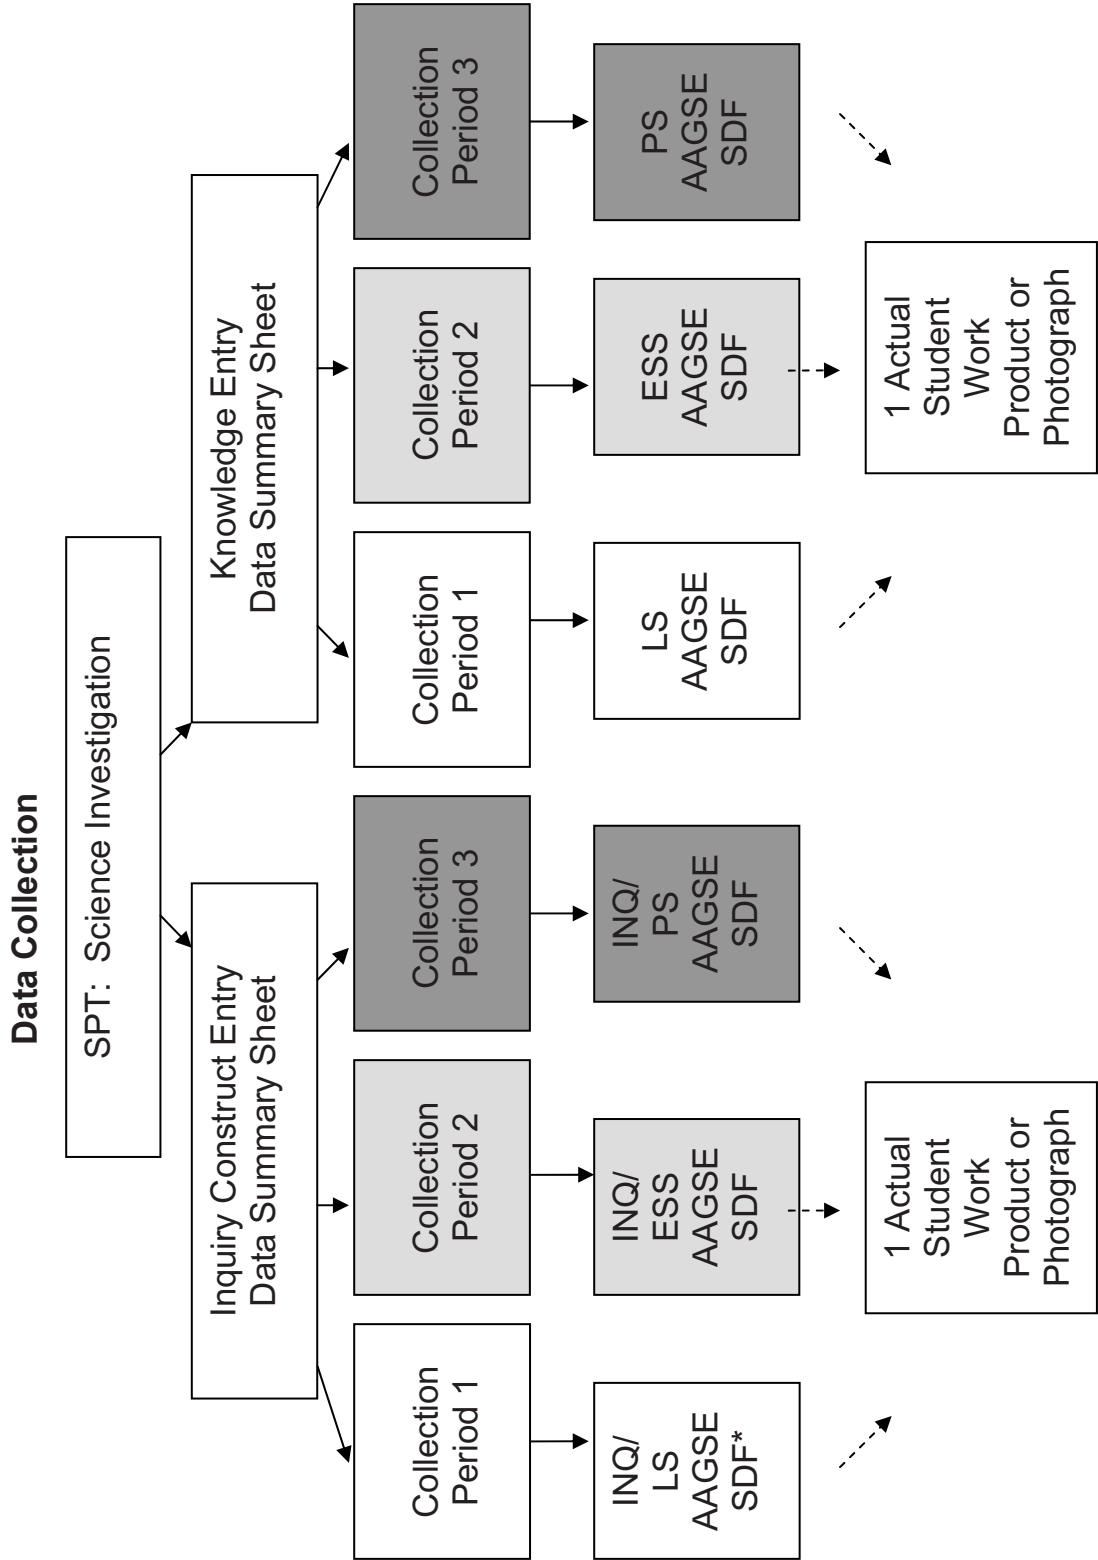 Data Collection
SPT:  Science Investigation
Inquiry Construct Entry
Data Summary Sheet
Knowledge Entry
Data Summary Sheet
Collection
Period 1
Collection
Period 2
Collection
Period 3
Collection
Period 1
Collection
Period 2
Collection
Period 3
INQ/
LS
AAGSE
SDF*
INQ/
ESS
AAGSE
SDF
INQ/
PS
AAGSE
SDF
LS
AAGSE
SDF
ESS
AAGSE
SDF
PS
AAGSE
SDF
1 Actual
Student
Work
Product or
Photograph
1 Actual
Student
Work
Product or
Photograph